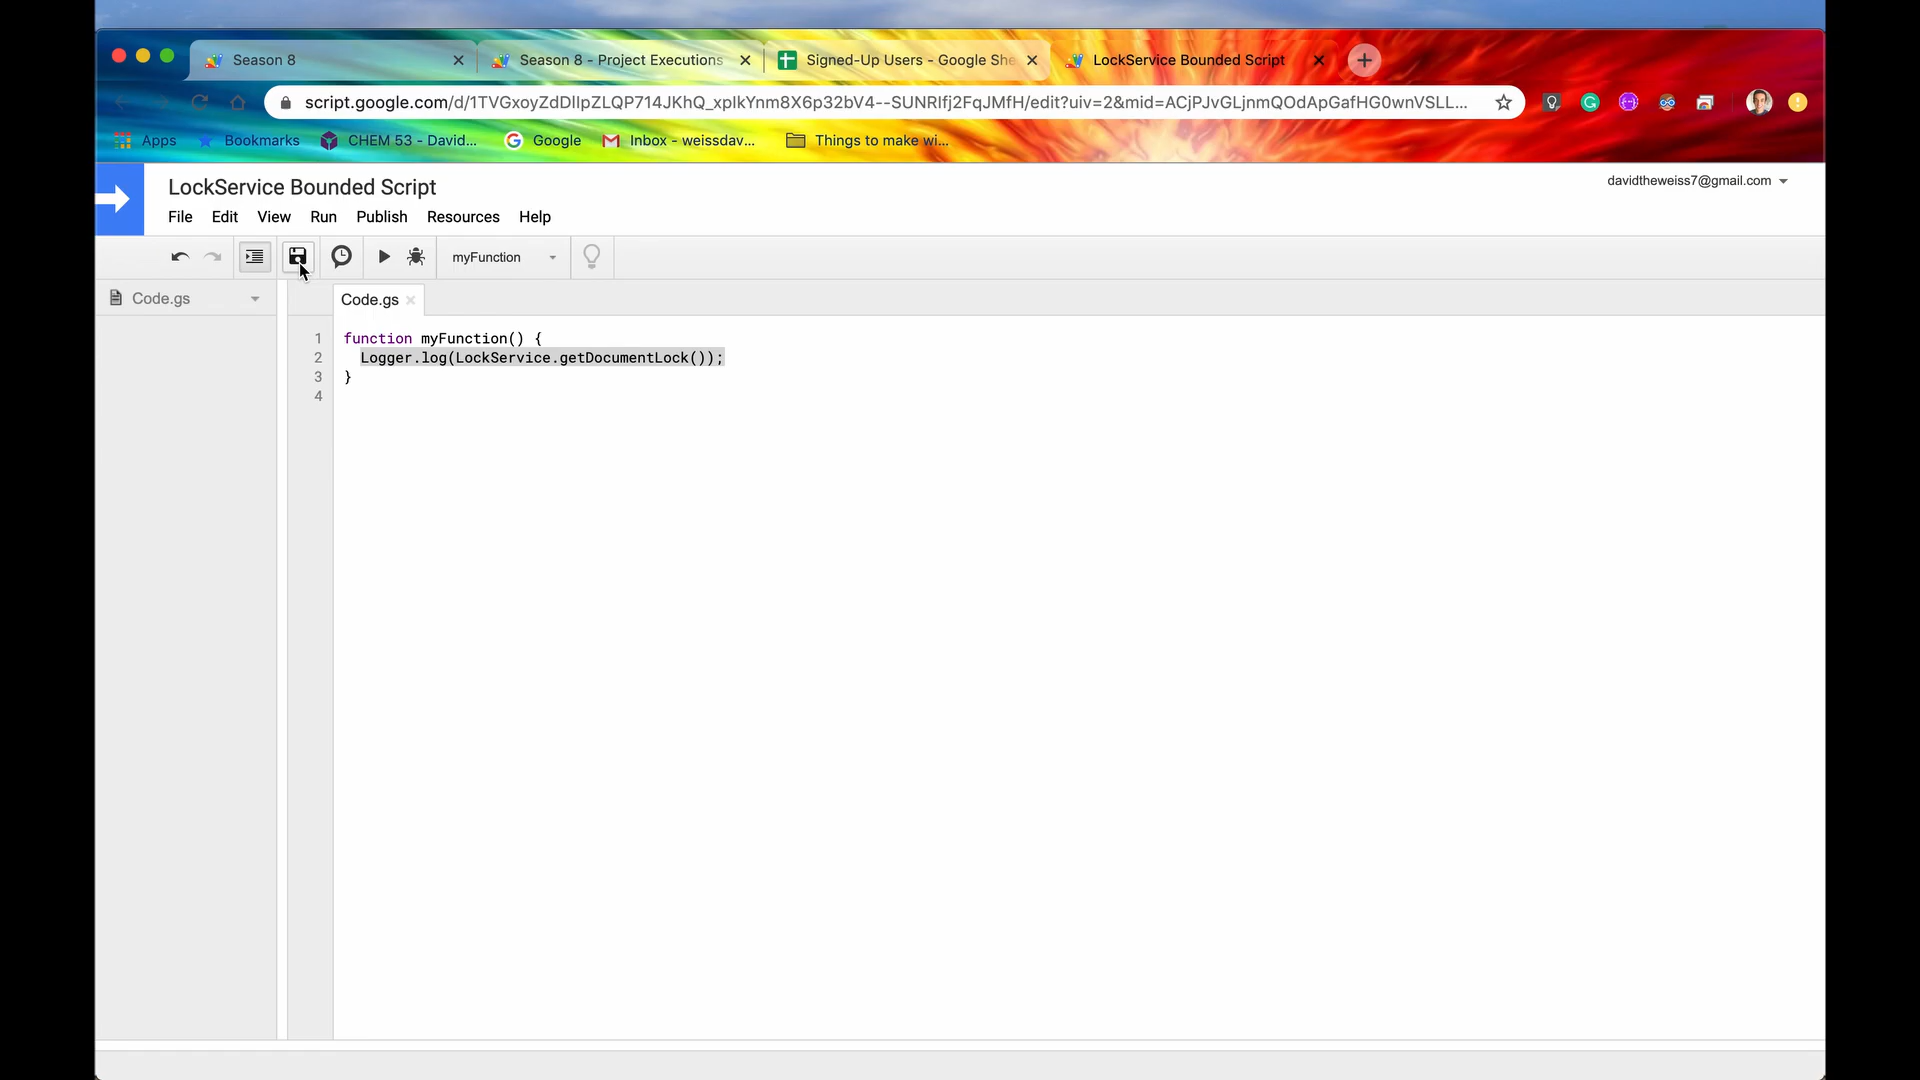 Season 8
Season 8 - Project Executions
Signed-Up Users - Google She
LockService Bounded Script
script.google.com/d/1TVGxoyZdDlIpZLQP714JKhQ_xplkYnm8X6p32bV4--SUNRlfj2FqJMfH/edit?uiv=2&mid=ACjPJvGLjnmQOdApGafHG0wnVSLL...
Apps
Bookmarks
CHEM 53 - David...
Google
Inbox - weissdav...
Things to make wi...
LockService Bounded Script
davidtheweiss7@gmail.com
File Edit View Run Publish Resources Help
myFunction
Code.gs
Code.gs
1 function myFunction() {
2 Logger.log(LockService.getDocumentLock());
3 }
4